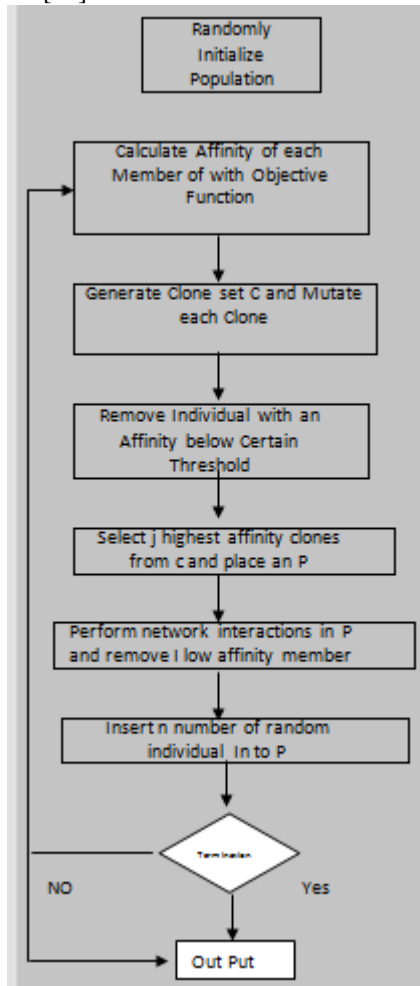 Randomly
Initialize
Population
Calculate Affinity of each
Member of with Objective
Function
Generate Clone set C and Mutate
each Clone
Remove Individual with an
Affinity below Certain
Threshold
Select j highest affinity clones
from c and place an P
Perform network interactions in P
and remove I low affinity member
Insert n number of random
individual In to P
Termination
NO
Yes
Out Put